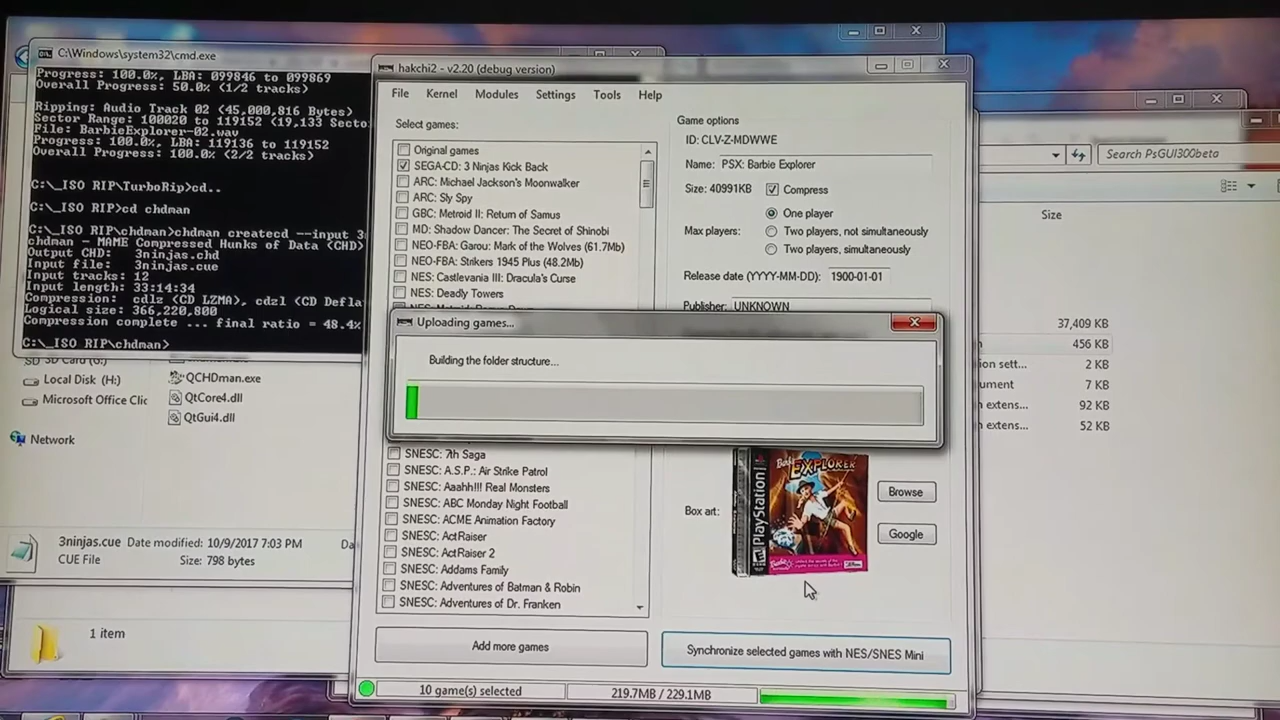 C:\Windows\system32\cmd.exe
Progress: 100.0%, LBA: 099846 to 099869
Overall Progress: 50.0% (1/2 tracks)
Ripping: Audio Track 02 (45,000,816 Bytes)
Sector Range: 100020 to 119152 (19,133 Secto
File: BarbieExplorer-02.wav
Progress: 100.0%, LBA: 119136 to 119152
Overall Progress: 100.0% (2/2 tracks)
C:\_ISO RIP\TurboRip>cd..
C:\_ISO RIP>cd chdman
C:\_ISO RIP\chdman>chdman createcd --input 3
chdman - MAME Compressed Hunks of Data (CHD)
Output CHD: 3ninjas.chd
Input file: 3ninjas.cue
Input tracks: 12
Input length: 33:14:34
Compression: cdlz (CD LZMA), cdzl (CD Defla
Logical size: 366,220,800
Compression complete ... final ratio = 48.4%
C:\_ISO RIP\chdman>
SD SD Card (G:)
Local Disk (H:)
Microsoft Office Clic
Network
QCHDman.exe
QtCore4.dll
QtGui4.dll
3ninjas.cue Date modified: 10/9/2017 7:03 PM Da
CUE File Size: 798 bytes
1 item
hakchi2 - v2.20 (debug version)
File Kernel Modules Settings Tools Help
Select games:
Original games
SEGA-CD: 3 Ninjas Kick Back
ARC: Michael Jackson's Moonwalker
ARC: Sly Spy
GBC: Metroid II: Return of Samus
MD: Shadow Dancer: The Secret of Shinobi
NEO-FBA: Garou: Mark of the Wolves (61.7Mb)
NEO-FBA: Strikers 1945 Plus (48.2Mb)
NES: Castlevania III: Dracula's Curse
NES: Deadly Towers
Game options
ID: CLV-Z-MDWWE
Name: PSX: Barbie Explorer
Size: 40991KB Compress
One player
Max players: Two players, not simultaneously
Two players, simultaneously
Release date (YYYY-MM-DD): 1900-01-01
Publisher: UNKNOWN
Uploading games...
Building the folder structure...
SNESC: 7th Saga
SNESC: A.S.P.: Air Strike Patrol
SNESC: Aaahh!!! Real Monsters
SNESC: ABC Monday Night Football
SNESC: ACME Animation Factory
SNESC: ActRaiser
SNESC: ActRaiser 2
SNESC: Addams Family
SNESC: Adventures of Batman & Robin
SNESC: Adventures of Dr. Franken
Box art:
PlayStation
Barbie
EXPLORER
Browse
Google
Add more games
Synchronize selected games with NES/SNES Mini
10 game(s) selected
219.7MB / 229.1MB
Search PsGUI300beta
Size
37,409 KB
456 KB
ion sett... 2 KB
ument 7 KB
n extens... 92 KB
n extens... 52 KB